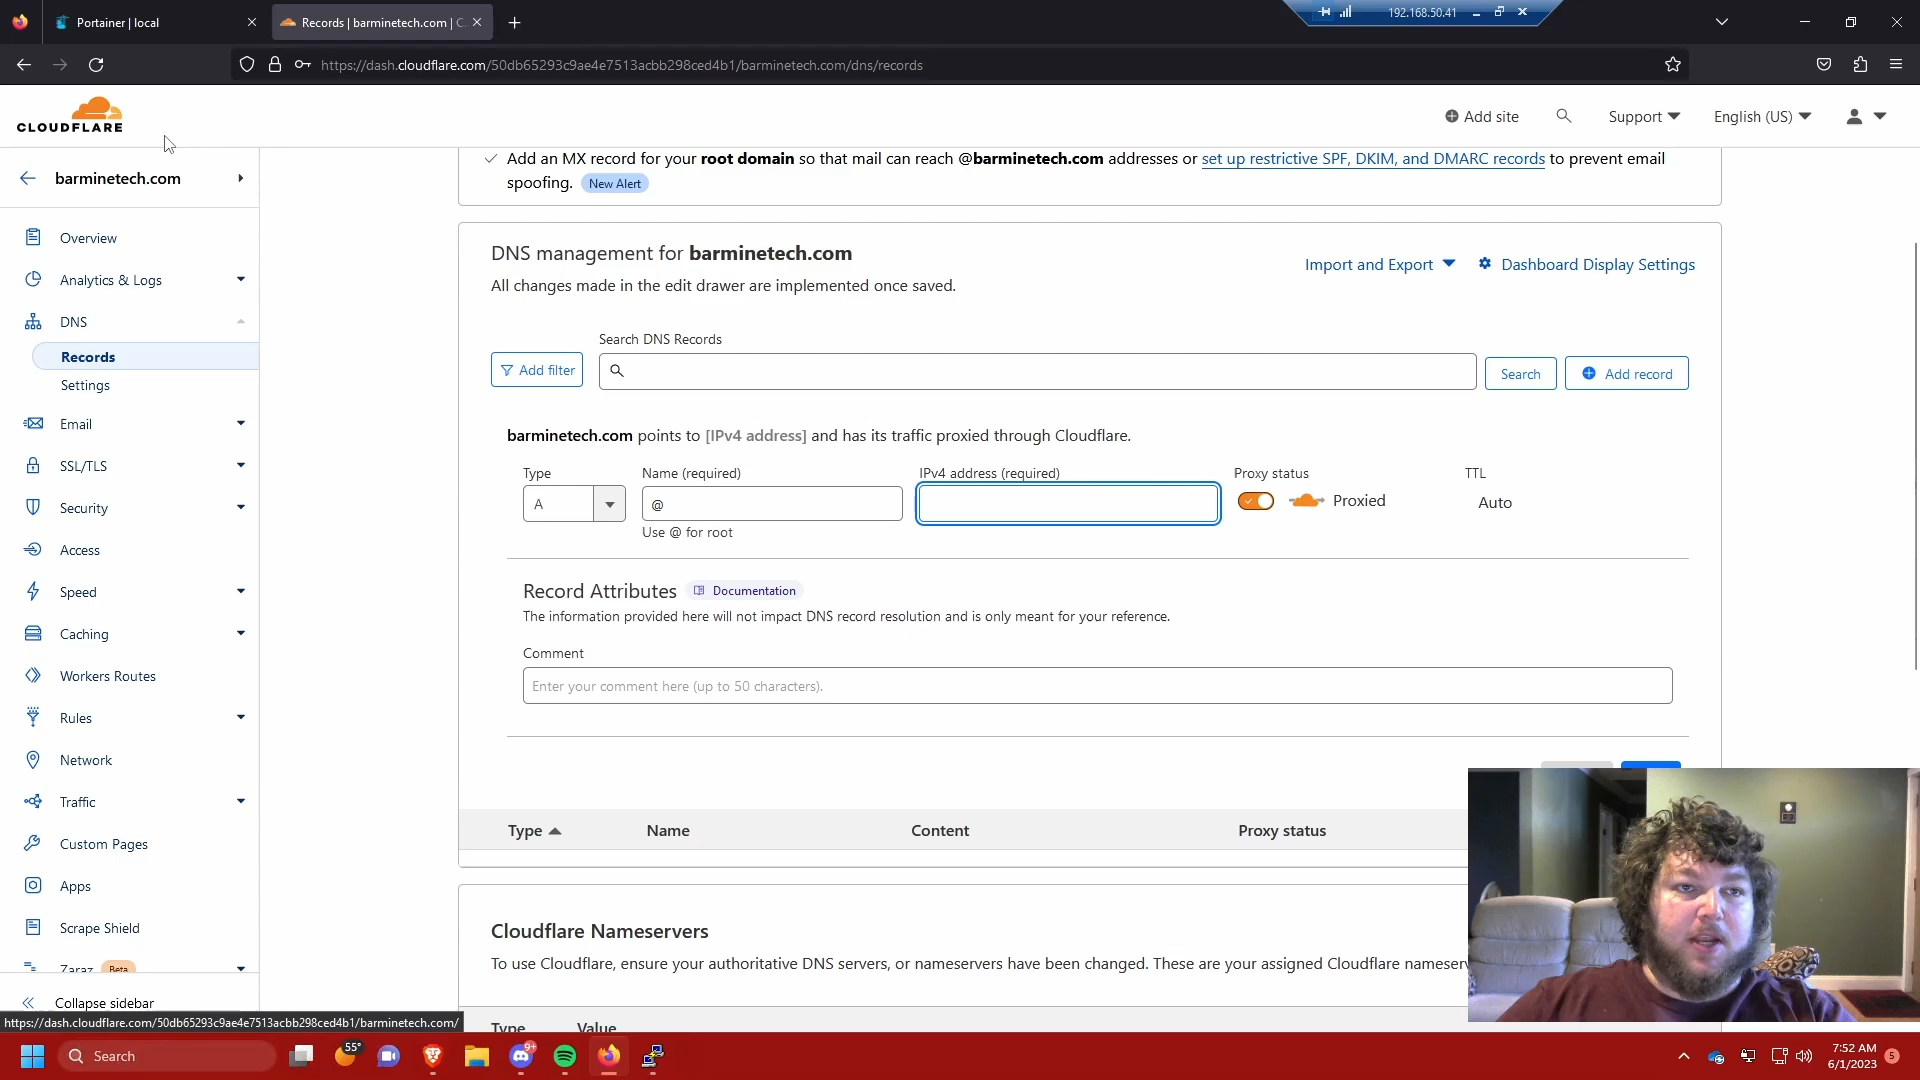 Portainer | local
Records | barminetech.com | C
192.168.50.41
https://dash.cloudflare.com/50db65293c9ae4e7513acbb298ced4b1/barminetech.com/dns/records
CLOUDFLARE
Add site
Support
English (US)
barminetech.com
Overview
Analytics & Logs
DNS
Records
Settings
Email
SSL/TLS
Security
Access
Speed
Caching
Workers Routes
Rules
Network
Traffic
Custom Pages
Apps
Scrape Shield
Zaraz Beta
Collapse sidebar
Add an MX record for your root domain so that mail can reach @barminetech.com addresses or set up restrictive SPF, DKIM, and DMARC records to prevent email
spoofing. New Alert
DNS management for barminetech.com
All changes made in the edit drawer are implemented once saved.
Import and Export
Dashboard Display Settings
Search DNS Records
Add filter
Search
Add record
barminetech.com points to [IPv4 address] and has its traffic proxied through Cloudflare.
Type
Name (required)
IPv4 address (required)
Proxy status
TTL
A
@
Proxied
Auto
Use @ for root
Record Attributes
Documentation
The information provided here will not impact DNS record resolution and is only meant for your reference.
Comment
Enter your comment here (up to 50 characters).
Type
Name
Content
Proxy status
Cloudflare Nameservers
To use Cloudflare, ensure your authoritative DNS servers, or nameservers have been changed. These are your assigned Cloudflare nameserv
Type
Value
https://dash.cloudflare.com/50db65293c9ae4e7513acbb298ced4b1/barminetech.com/
Search
55°
9+
7:52 AM
6/1/2023
5